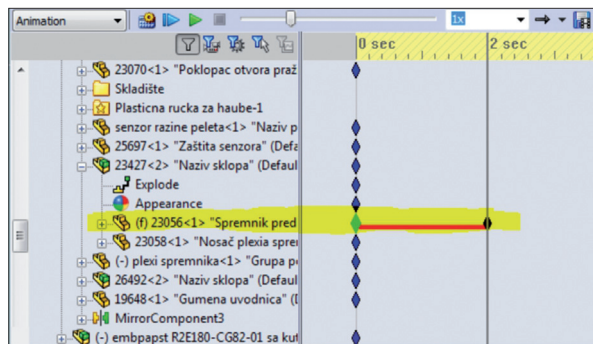 Animation 1x
0 sec 2 sec
23070<1> "Poklopac otvora praž
Skladište
Plasticna rucka za haube-1
senzor razine peleta<1> "Naziv p
25697<1> "Zaštita senzora" (Defa
23427<2> "Naziv sklopa" (Defaul
Explode
Appearance
(f) 23056<1> "Spremnik pred
23058<1> "Nosač plexia sprei
(-) plexi spremnika<1> "Grupa po
26492<2> "Naziv sklopa" (Defaul
19648<1> "Gumena uvodnica" (
MirrorComponent3
(-) embpapst R2E180-CG82-01 sa kut